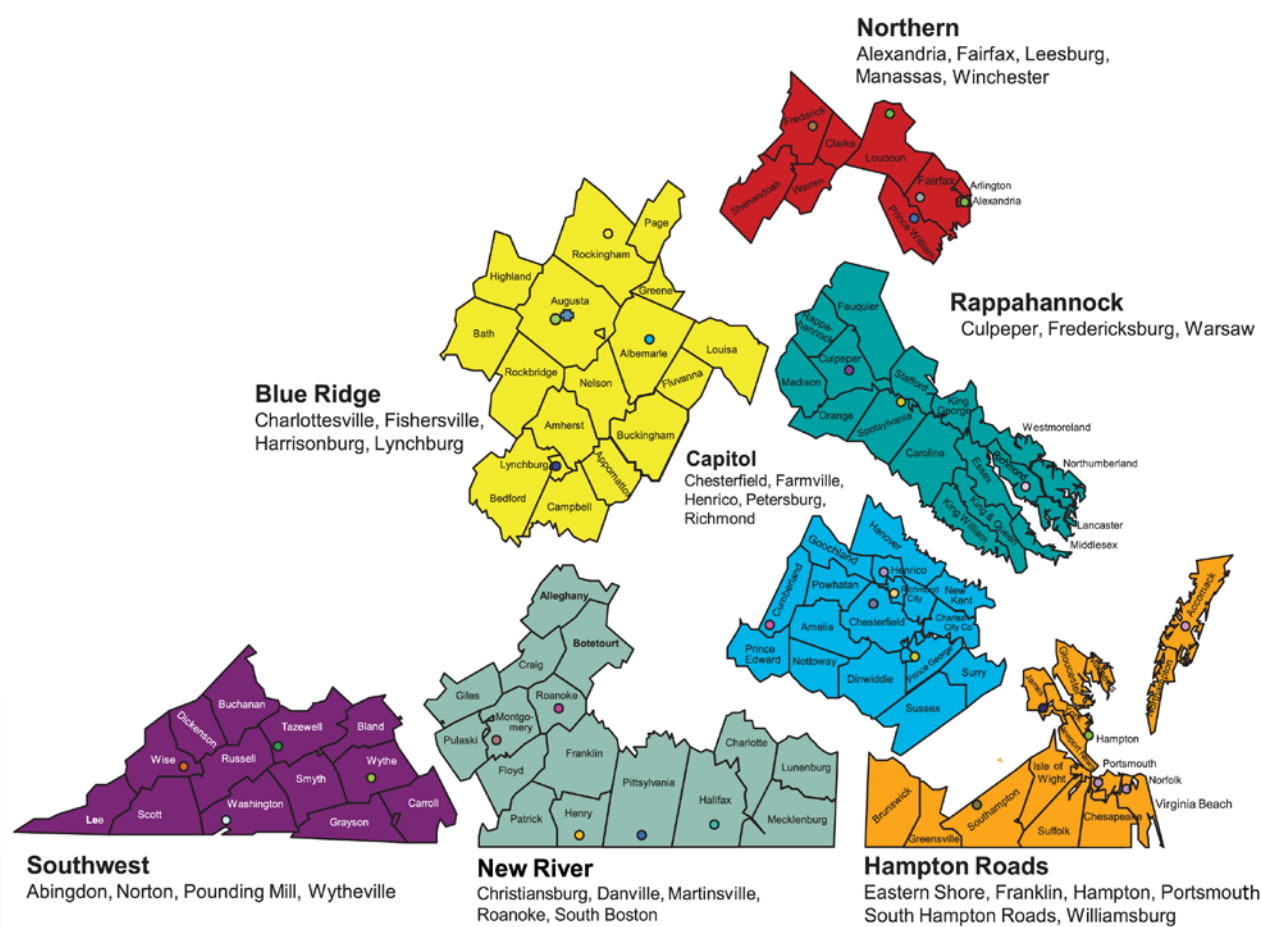 Northern
Alexandria, Fairfax, Leesburg,
Manassas, Winchester
Frederick
Clarke
Loudoun
Shenandoah
Warren
Fairfax
Arlington
Alexandria
Prince William
Page
Rockingham
Highland
Greene
Augusta
Bath
Albemarle
Louisa
Rockbridge
Nelson
Fluvanna
Amherst
Buckingham
Lynchburg
Appomattox
Bedford
Campbell
Blue Ridge
Charlottesville, Fishersville,
Harrisonburg, Lynchburg
Rappahannock
Culpeper, Fredericksburg, Warsaw
Fauquier
Rappa-
hannock
Culpeper
Madison
Stafford
Orange
Spotsylvania
King
George
Westmoreland
Caroline
Essex
Richmond
Northumberland
King William
King & Queen
Lancaster
Middlesex
Capitol
Chesterfield, Farmville,
Henrico, Petersburg,
Richmond
Hanover
Goochland
Henrico
Cumberland
Powhatan
Richmond
City
New
Kent
Amelia
Chesterfield
Charles
City Co
Prince
Edward
Nottoway
Dinwiddie
Prince George
Surry
Sussex
Alleghany
Botetourt
Craig
Giles
Roanoke
Montgo-
mery
Pulaski
Floyd
Franklin
Patrick
Henry
Pittsylvania
Halifax
Charlotte
Lunenburg
Mecklenburg
New River
Christiansburg, Danville, Martinsville,
Roanoke, South Boston
Buchanan
Dickenson
Tazewell
Bland
Wise
Russell
Wythe
Smyth
Lee
Scott
Washington
Grayson
Carroll
Southwest
Abingdon, Norton, Pounding Mill, Wytheville
Accomack
Northampton
Gloucester
James
Newport News
Hampton
Portsmouth
Norfolk
Virginia Beach
Isle of
Wight
Brunswick
Greensville
Southampton
Suffolk
Chesapeake
Hampton Roads
Eastern Shore, Franklin, Hampton, Portsmouth
South Hampton Roads, Williamsburg